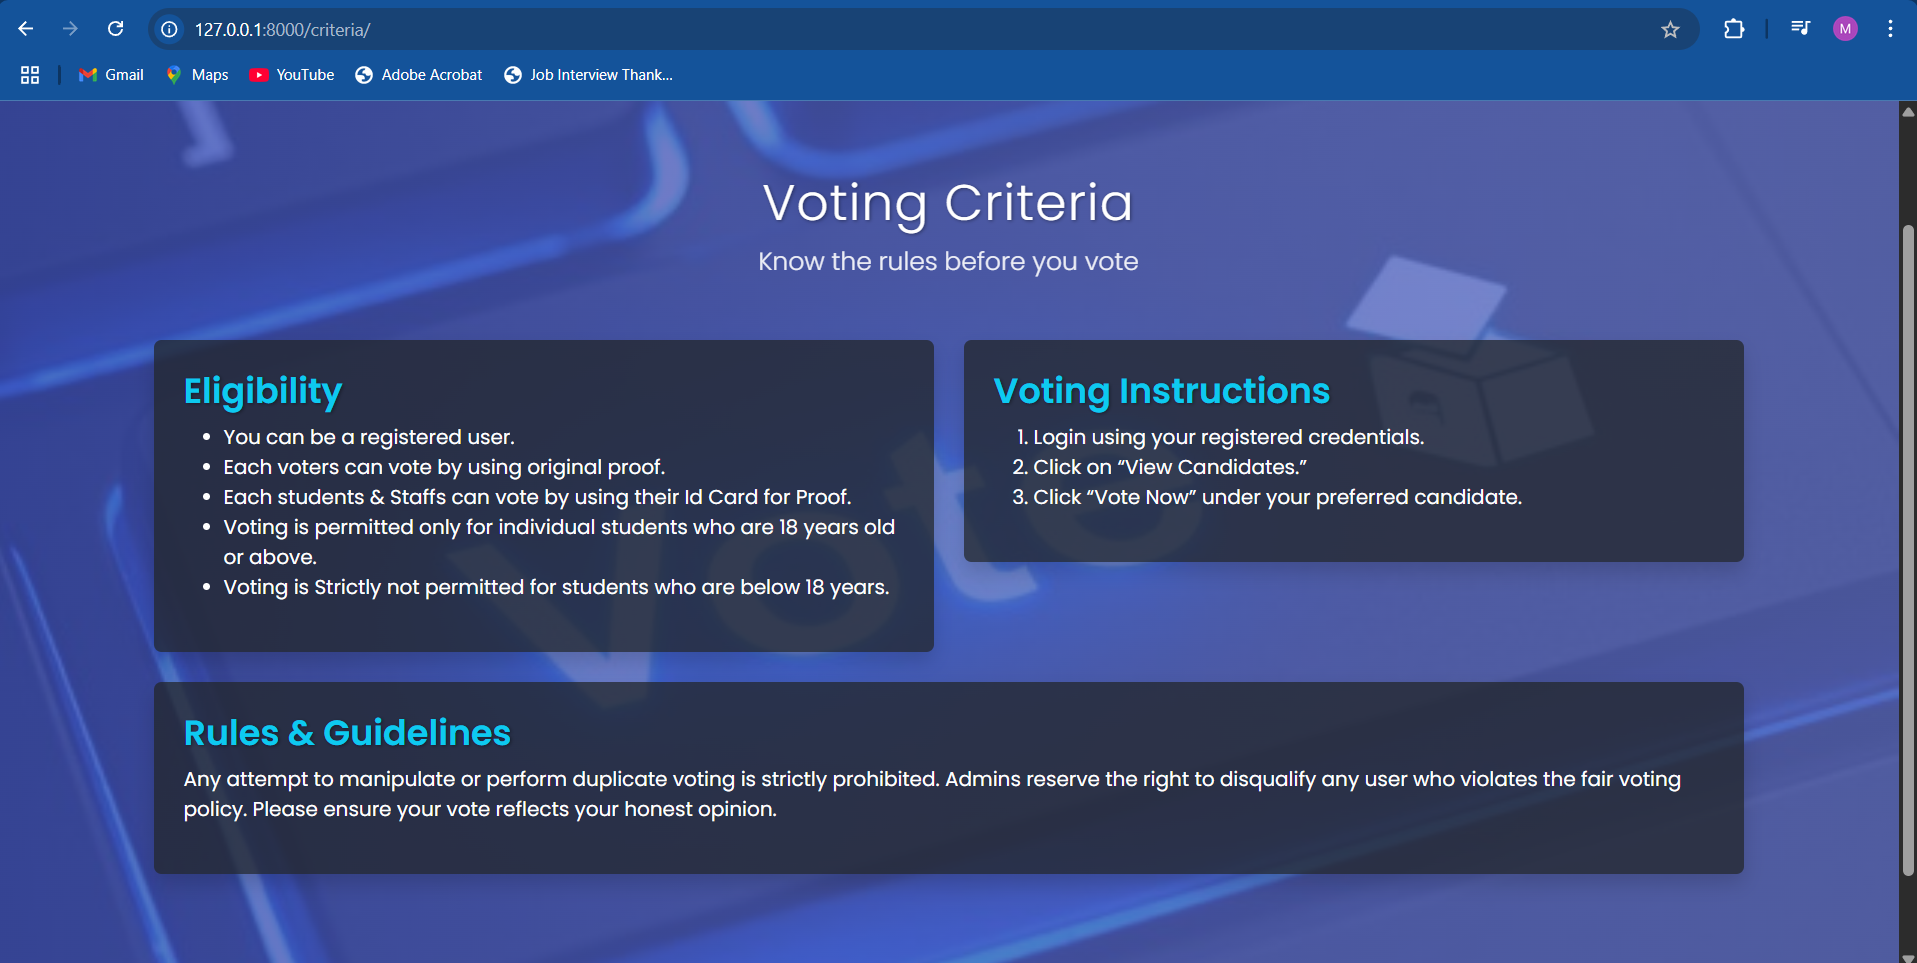 127.0.0.1:8000/criteria/
M
Gmail
Maps
YouTube
Adobe Acrobat
Job Interview Thank...
Voting Criteria
Know the rules before you vote
Eligibility
• You can be a registered user.
• Each voters can vote by using original proof.
• Each students & Staffs can vote by using their Id Card for Proof.
• Voting is permitted only for individual students who are 18 years old
or above.
• Voting is Strictly not permitted for students who are below 18 years.
Voting Instructions
1. Login using your registered credentials.
2. Click on “View Candidates.”
3. Click “Vote Now” under your preferred candidate.
Vote
Rules & Guidelines
Any attempt to manipulate or perform duplicate voting is strictly prohibited. Admins reserve the right to disqualify any user who violates the fair voting
policy. Please ensure your vote reflects your honest opinion.